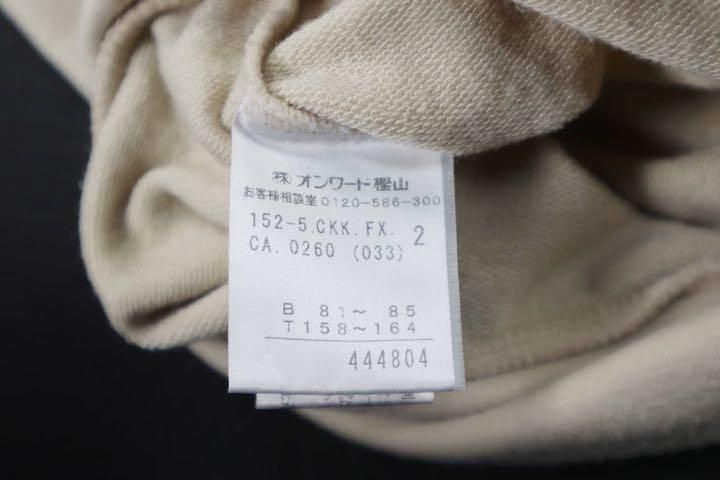 ㈱ オンワード樫山
お客様相談室 0120-586-300
152-5.CKK.FX. 2
CA. 0260 (033)
B 81～ 85
T 158～164
444804